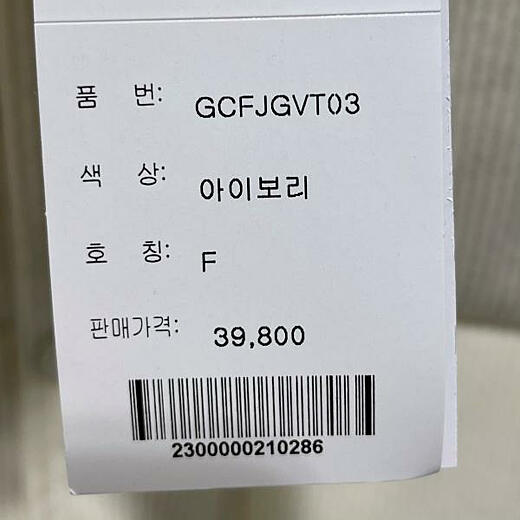 품 번: GCFJGVT03
색 상: 아이보리
호 칭: F
판매가격: 39,800
2300000210286